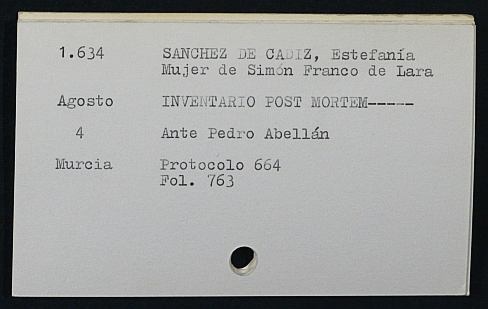 1.634 SANCHEZ DE CADIZ, Estefanía
Mujer de Simón Franco de Lara
Agosto INVENTARIO POST MORTEM-----
4 Ante Pedro Abellán
Murcia Protocolo 664
Fol. 763